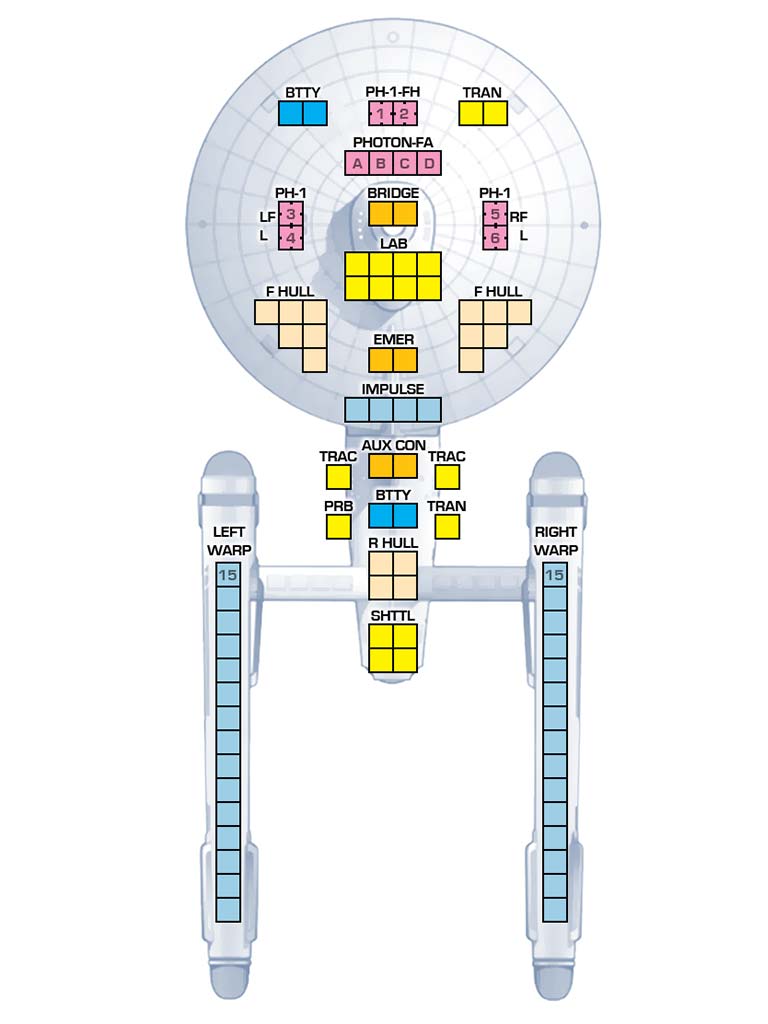 BTTY PH-1-FH TRAN
1 2
PHOTON-FA
A B C D
PH-1 BRIDGE PH-1
LF 3 5 RF
L 4 6 L
LAB
F HULL F HULL
EMER
IMPULSE
AUX CON
TRAC TRAC
BTTY
PRB TRAN
LEFT RIGHT
WARP WARP
R HULL
15 15
SHTTL